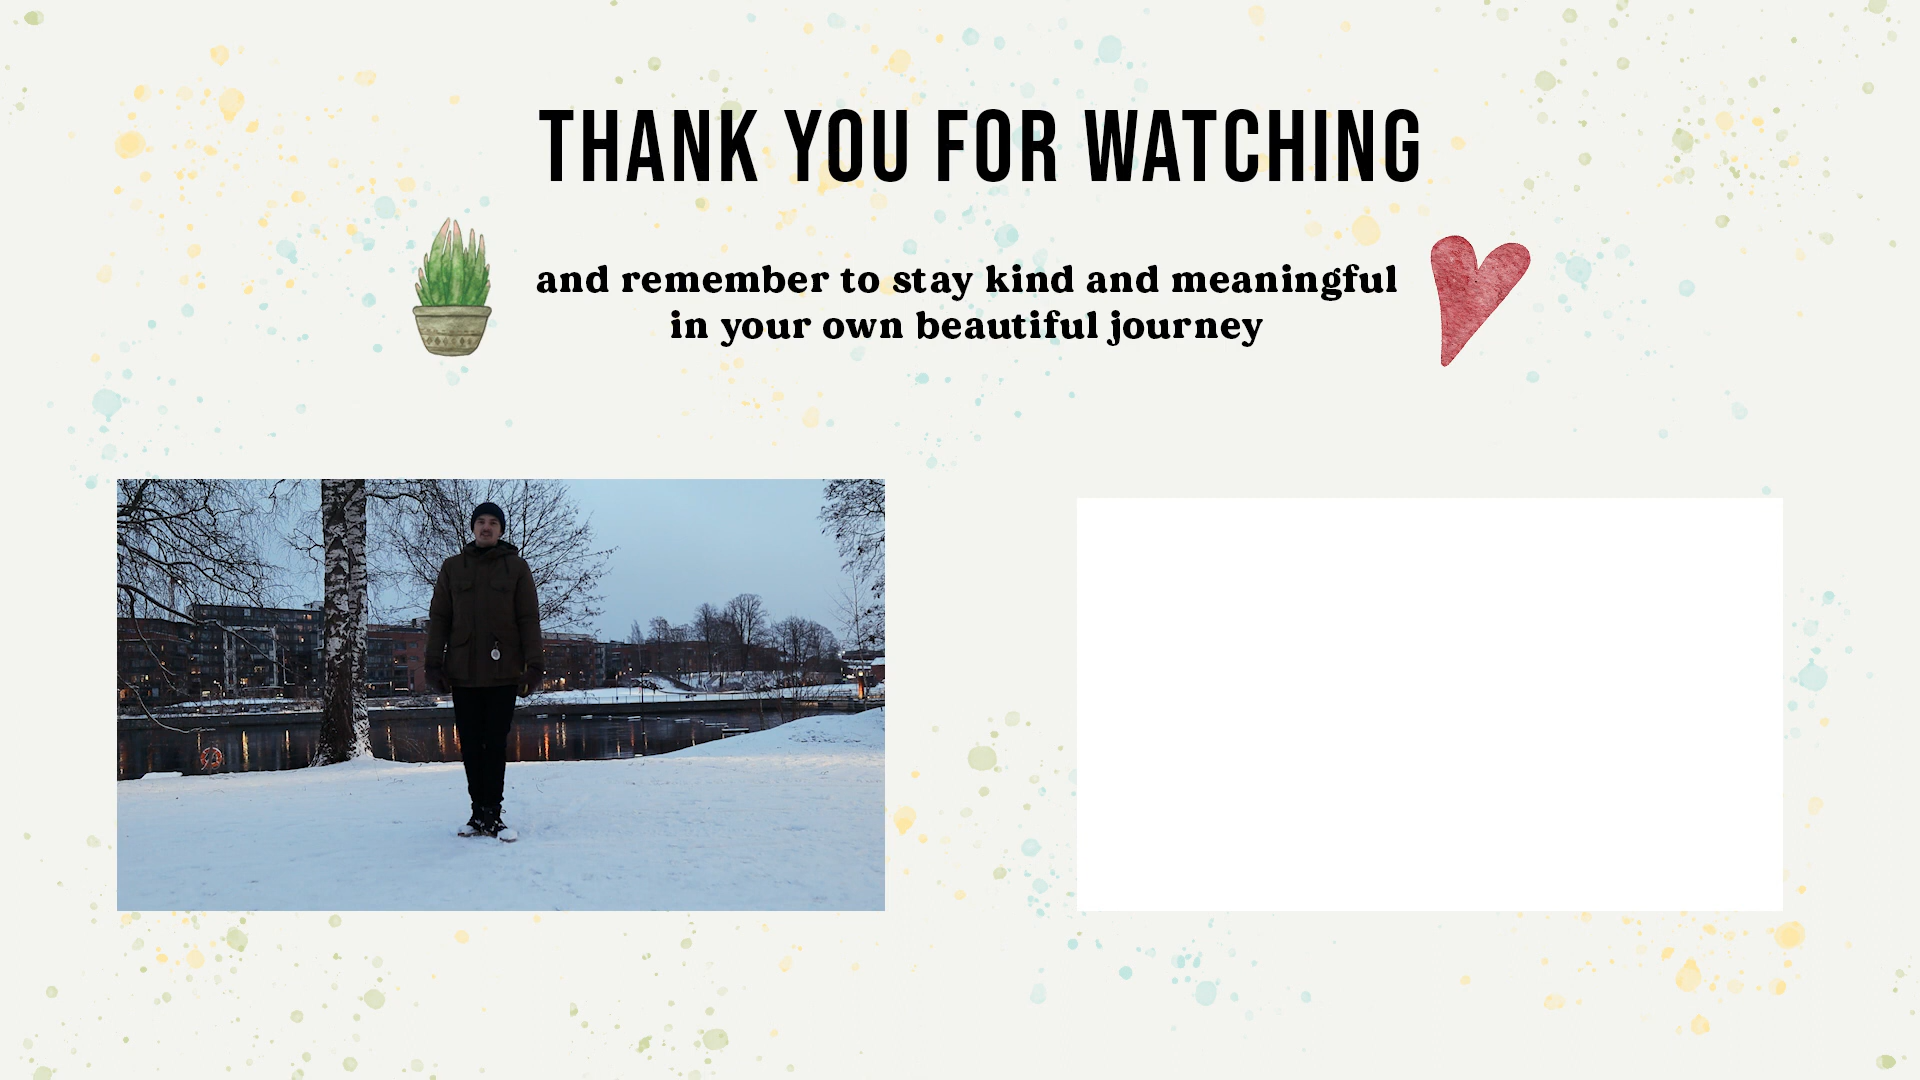 THANK YOU FOR WATCHING
and remember to stay kind and meaningful
in your own beautiful journey